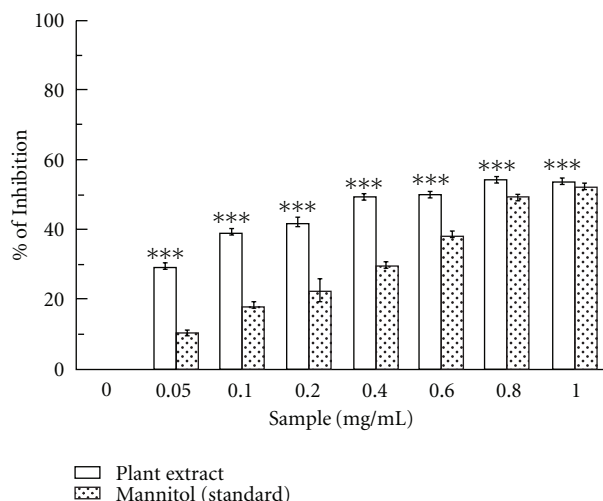 100
80
60
40
20
0
% of Inhibition
***
***
***
***
***
***
***
0 0.05 0.1 0.2 0.4 0.6 0.8 1
Sample (mg/mL)
Plant extract
Mannitol (standard)